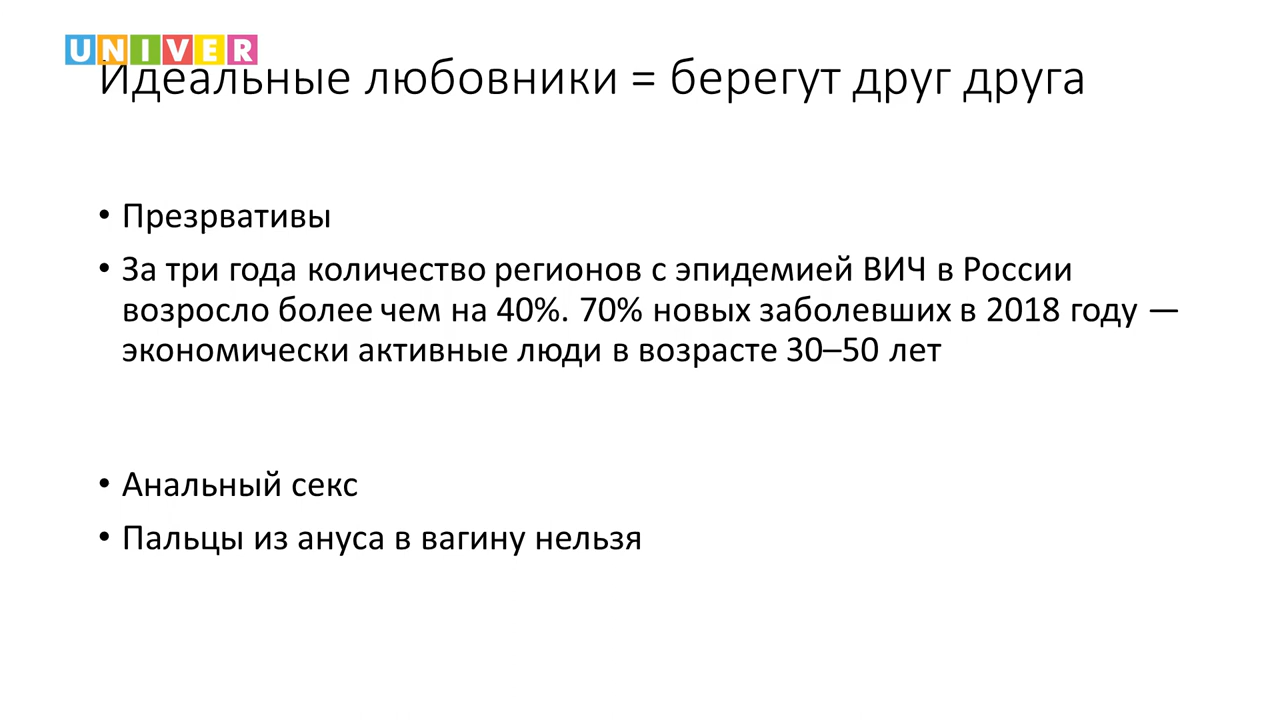 UNIVER
Идеальные любовники = берегут друг друга
• Презрвативы
• За три года количество регионов с эпидемией ВИЧ в России
возросло более чем на 40%. 70% новых заболевших в 2018 году —
экономически активные люди в возрасте 30–50 лет
• Анальный секс
• Пальцы из ануса в вагину нельзя